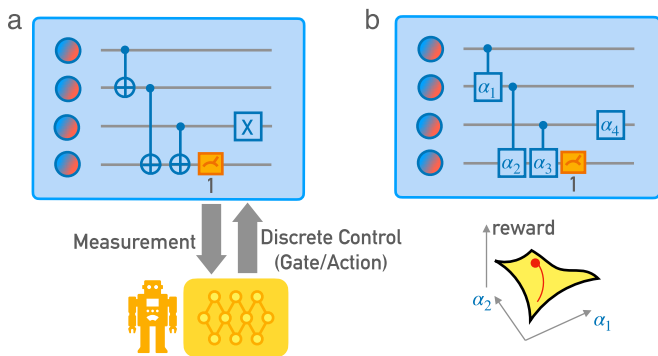 a
X
1
Measurement
Discrete Control
(Gate/Action)
b
α1
α2
α3
α4
1
reward
α2
α1